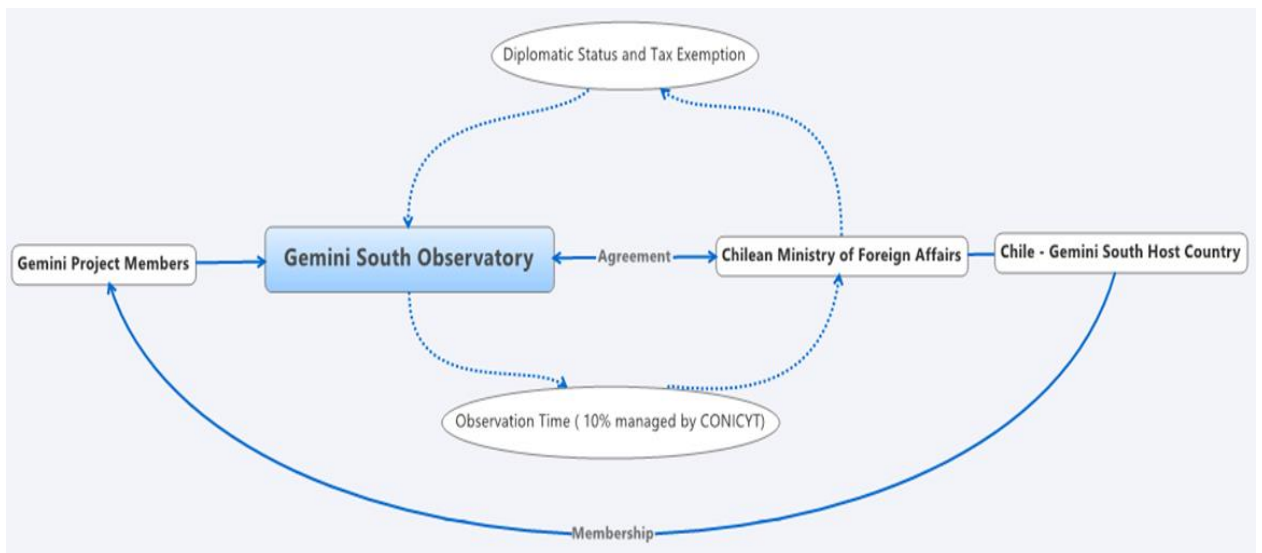 Diplomatic Status and Tax Exemption
Gemini Project Members
Gemini South Observatory
Agreement
Chilean Ministry of Foreign Affairs
Chile - Gemini South Host Country
Observation Time ( 10% managed by CONICYT)
Membership